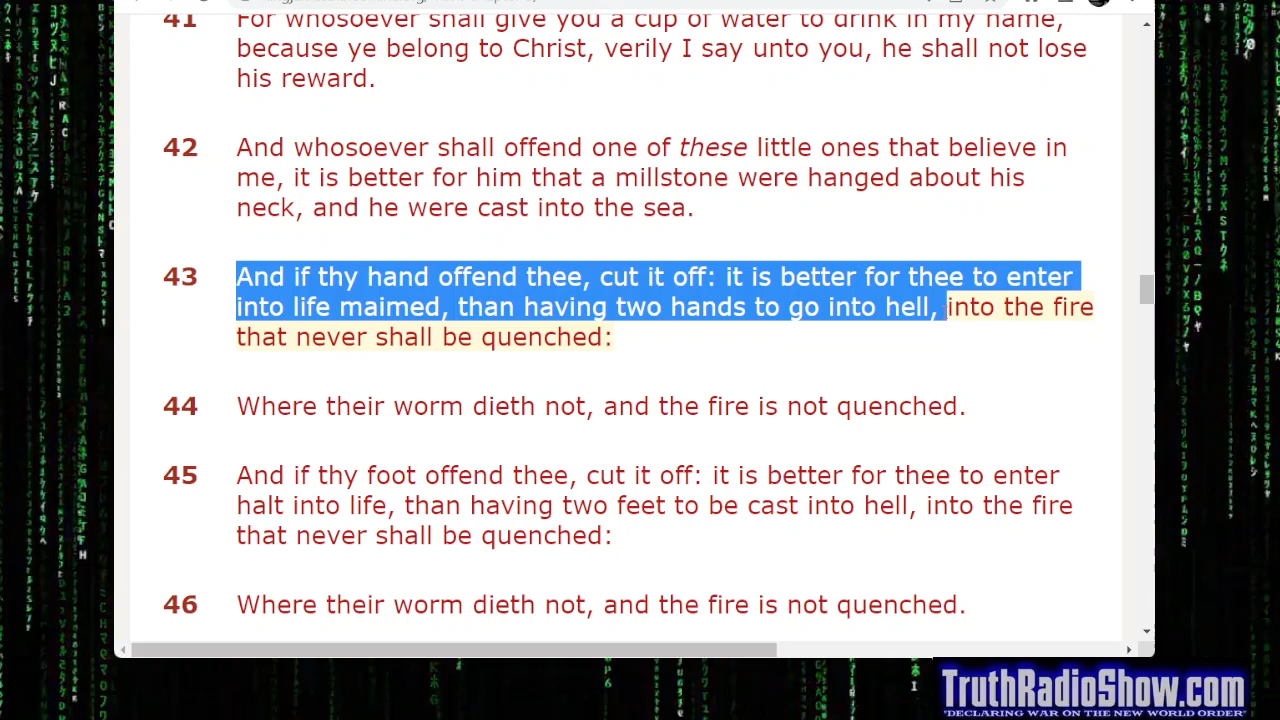 41 For whosoever shall give you a cup of water to drink in my name,
because ye belong to Christ, verily I say unto you, he shall not lose
his reward.
42 And whosoever shall offend one of these little ones that believe in
me, it is better for him that a millstone were hanged about his
neck, and he were cast into the sea.
43 And if thy hand offend thee, cut it off: it is better for thee to enter
into life maimed, than having two hands to go into hell, into the fire
that never shall be quenched:
44 Where their worm dieth not, and the fire is not quenched.
45 And if thy foot offend thee, cut it off: it is better for thee to enter
halt into life, than having two feet to be cast into hell, into the fire
that never shall be quenched:
46 Where their worm dieth not, and the fire is not quenched.
TruthRadioShow.com
"DECLARING WAR ON THE NEW WORLD ORDER"